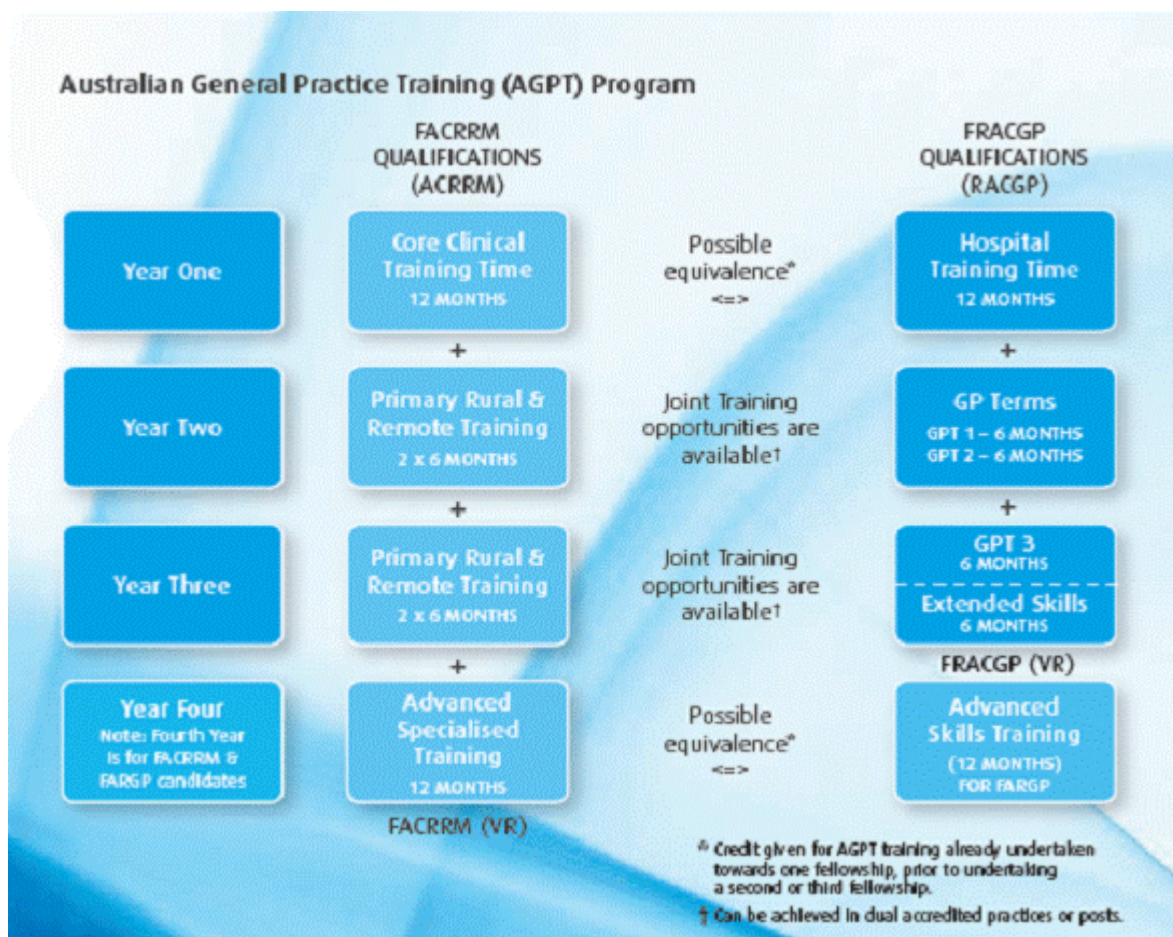 Australian General Practice Training (AGPT) Program
FACRRM
QUALIFICATIONS
(ACRRM)
FRACGP
QUALIFICATIONS
(RACGP)
Year One
Core Clinical
Training Time
12 MONTHS
Possible
equivalence*
<=>
Hospital
Training Time
12 MONTHS
+
+
Year Two
Primary Rural &
Remote Training
2 x 6 MONTHS
Joint Training
opportunities are
available†
GP Terms
GPT 1 – 6 MONTHS
GPT 2 – 6 MONTHS
+
+
Year Three
Primary Rural &
Remote Training
2 x 6 MONTHS
Joint Training
opportunities are
available†
GPT 3
6 MONTHS
Extended Skills
6 MONTHS
+
FRACGP (VR)
Year Four
Note: Fourth Year
is for FACRRM &
FARGP candidates
Advanced
Specialised
Training
12 MONTHS
Possible
equivalence*
<=>
Advanced
Skills Training
(12 MONTHS)
FOR FARGP
FACRRM (VR)
* Credit given for AGPT training already undertaken
towards one fellowship, prior to undertaking
a second or third fellowship.
† Can be achieved in dual accredited practices or posts.